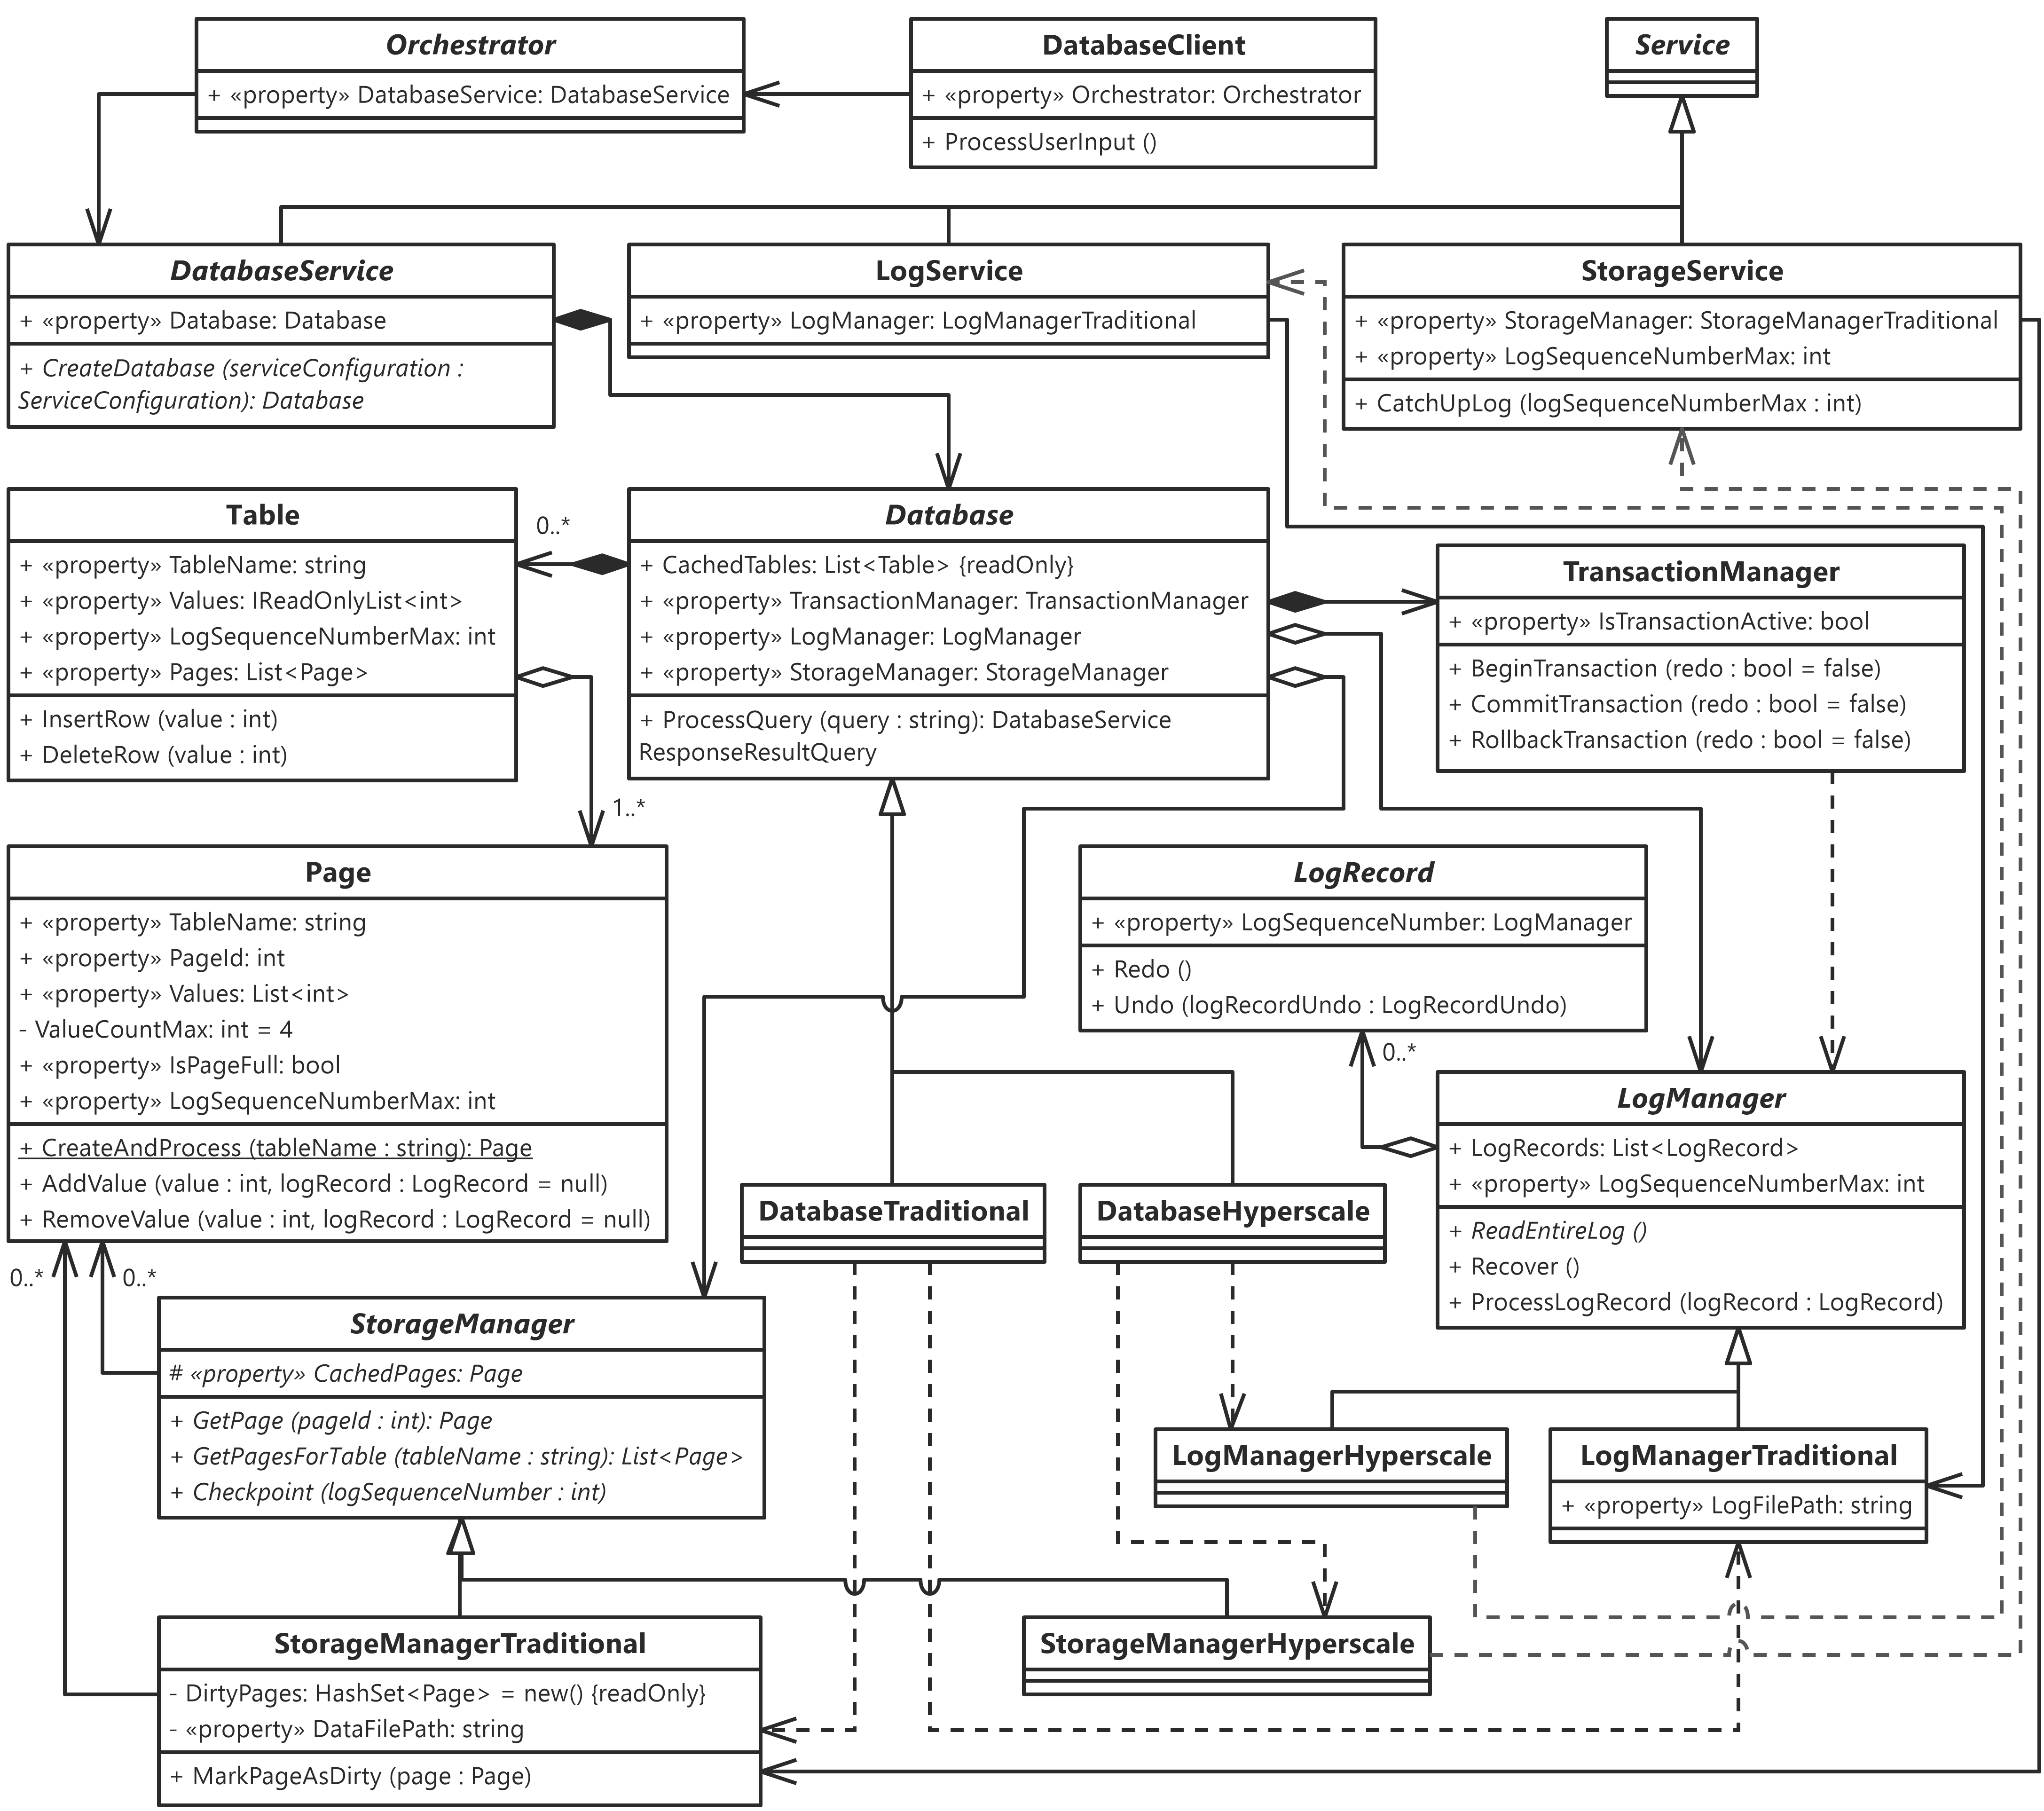 Orchestrator
+ «property» DatabaseService: DatabaseService
DatabaseClient
+ «property» Orchestrator: Orchestrator
+ ProcessUserInput ()
Service
DatabaseService
+ «property» Database: Database
+ CreateDatabase (serviceConfiguration :
ServiceConfiguration): Database
LogService
+ «property» LogManager: LogManagerTraditional
StorageService
+ «property» StorageManager: StorageManagerTraditional
+ «property» LogSequenceNumberMax: int
+ CatchUpLog (logSequenceNumberMax : int)
Table
+ «property» TableName: string
+ «property» Values: IReadOnlyList<int>
+ «property» LogSequenceNumberMax: int
+ «property» Pages: List<Page>
+ InsertRow (value : int)
+ DeleteRow (value : int)
0..*
Database
+ CachedTables: List<Table> {readOnly}
+ «property» TransactionManager: TransactionManager
+ «property» LogManager: LogManager
+ «property» StorageManager: StorageManager
+ ProcessQuery (query : string): DatabaseService
ResponseResultQuery
TransactionManager
+ «property» IsTransactionActive: bool
+ BeginTransaction (redo : bool = false)
+ CommitTransaction (redo : bool = false)
+ RollbackTransaction (redo : bool = false)
1..*
Page
+ «property» TableName: string
+ «property» PageId: int
+ «property» Values: List<int>
- ValueCountMax: int = 4
+ «property» IsPageFull: bool
+ «property» LogSequenceNumberMax: int
+ CreateAndProcess (tableName : string): Page
+ AddValue (value : int, logRecord : LogRecord = null)
+ RemoveValue (value : int, logRecord : LogRecord = null)
LogRecord
+ «property» LogSequenceNumber: LogManager
+ Redo ()
+ Undo (logRecordUndo : LogRecordUndo)
0..*
LogManager
+ LogRecords: List<LogRecord>
+ «property» LogSequenceNumberMax: int
+ ReadEntireLog ()
+ Recover ()
+ ProcessLogRecord (logRecord : LogRecord)
DatabaseTraditional
DatabaseHyperscale
0..*
0..*
StorageManager
# «property» CachedPages: Page
+ GetPage (pageId : int): Page
+ GetPagesForTable (tableName : string): List<Page>
+ Checkpoint (logSequenceNumber : int)
LogManagerHyperscale
LogManagerTraditional
+ «property» LogFilePath: string
StorageManagerTraditional
- DirtyPages: HashSet<Page> = new() {readOnly}
- «property» DataFilePath: string
+ MarkPageAsDirty (page : Page)
StorageManagerHyperscale